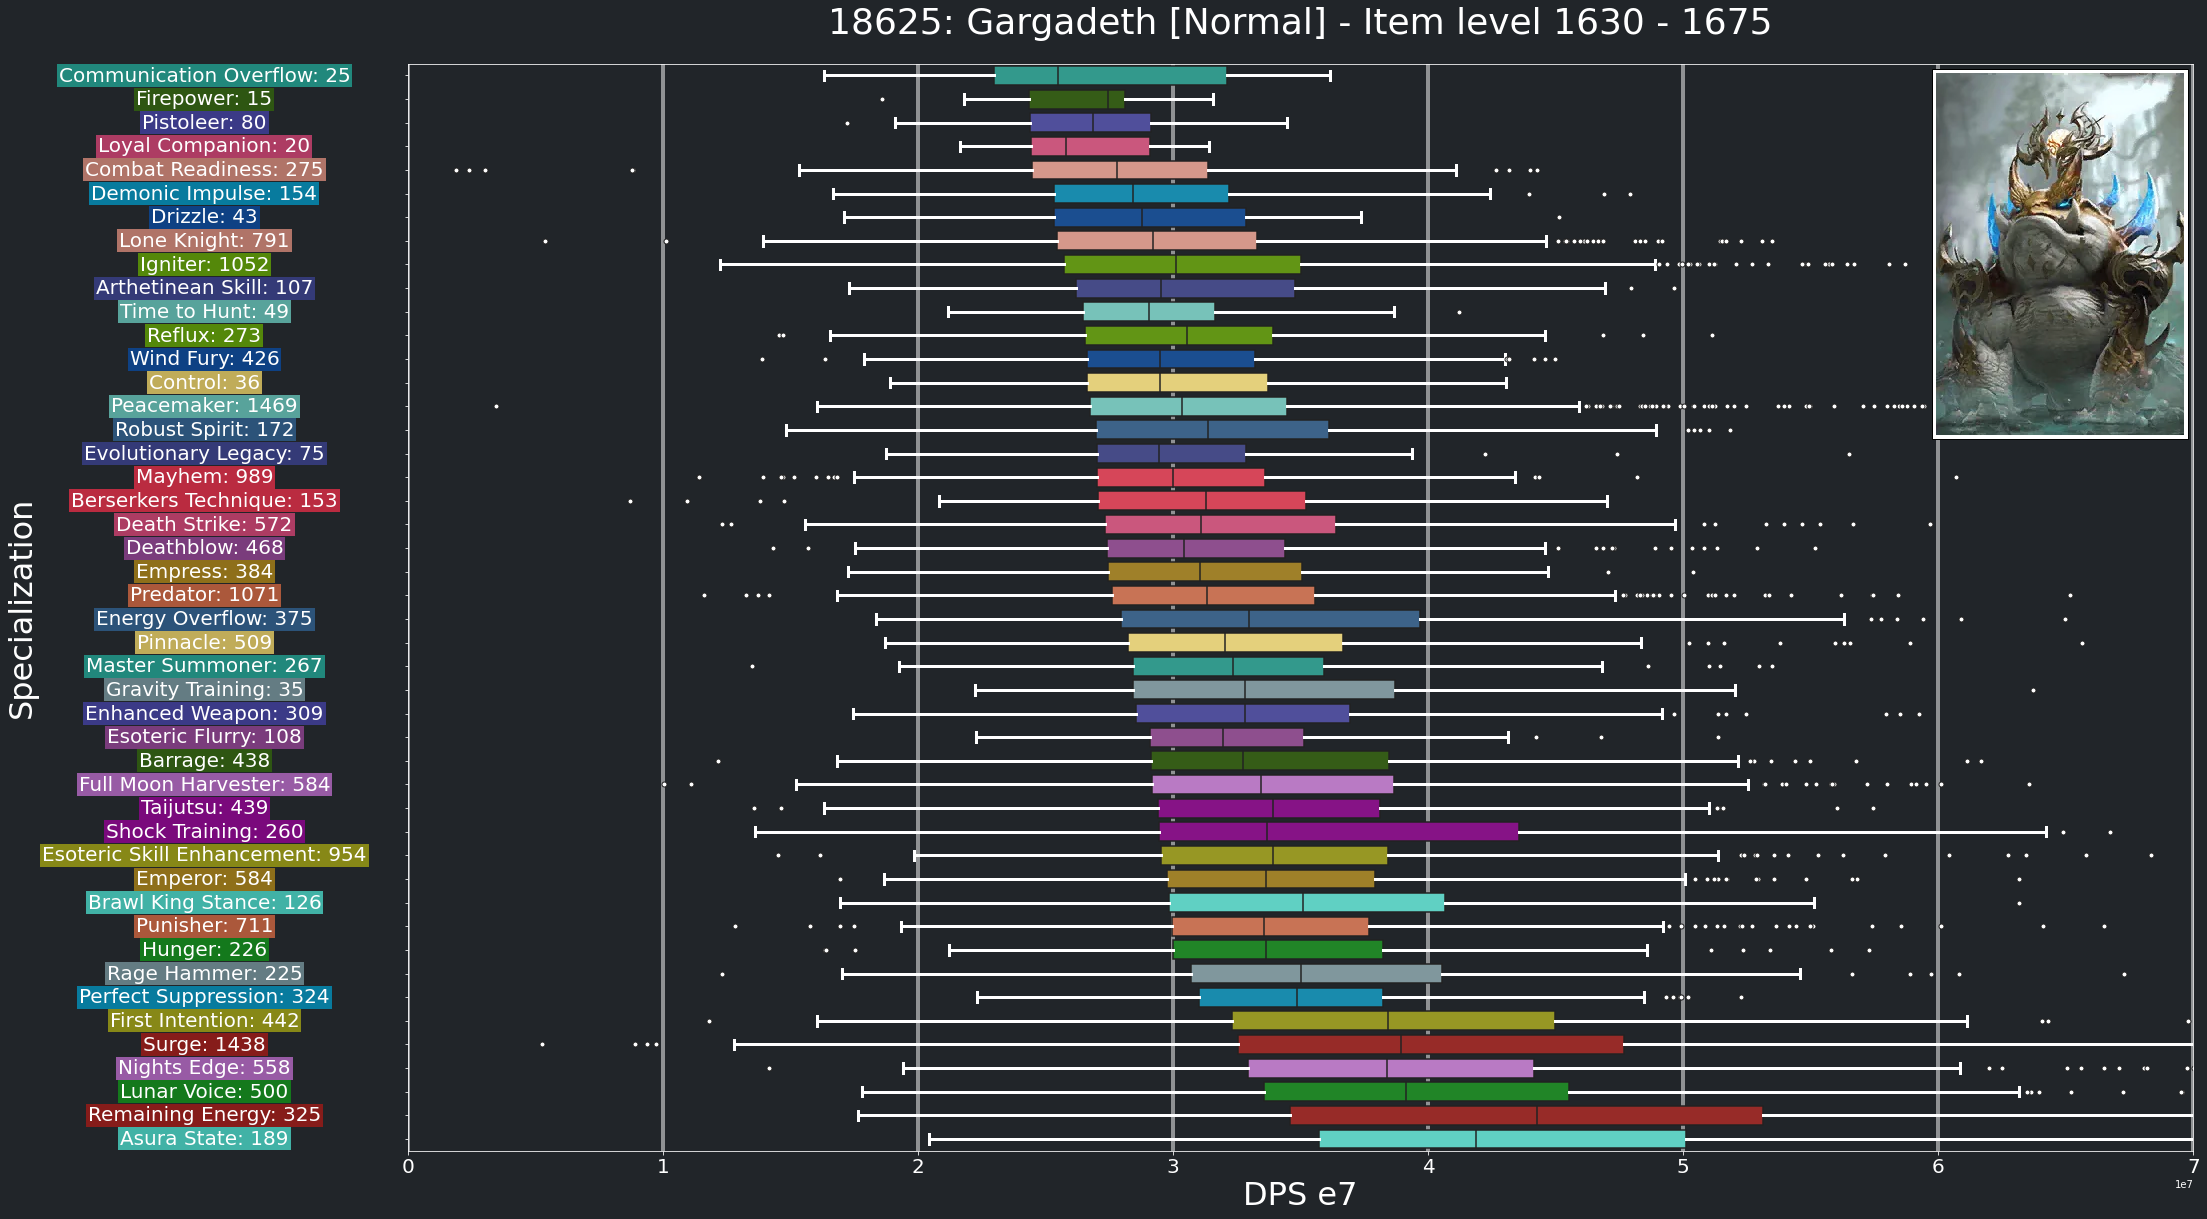 18625: Gargadeth [Normal] - Item level 1630 - 1675
Communication Overflow: 25
Firepower: 15
Pistoleer: 80
Loyal Companion: 20
Combat Readiness: 275
Demonic Impulse: 154
Drizzle: 43
Lone Knight: 791
Igniter: 1052
Arthetinean Skill: 107
Time to Hunt: 49
Reflux: 273
Wind Fury: 426
Control: 36
Peacemaker: 1469
Robust Spirit: 172
Evolutionary Legacy: 75
Mayhem: 989
Berserkers Technique: 153
Death Strike: 572
Deathblow: 468
Empress: 384
Predator: 1071
Energy Overflow: 375
Pinnacle: 509
Master Summoner: 267
Gravity Training: 35
Enhanced Weapon: 309
Esoteric Flurry: 108
Barrage: 438
Full Moon Harvester: 584
Taijutsu: 439
Shock Training: 260
Esoteric Skill Enhancement: 954
Emperor: 584
Brawl King Stance: 126
Punisher: 711
Hunger: 226
Rage Hammer: 225
Perfect Suppression: 324
First Intention: 442
Surge: 1438
Nights Edge: 558
Lunar Voice: 500
Remaining Energy: 325
Asura State: 189
Specialization
0 1 2 3 4 5 6 7
1e7
DPS e7